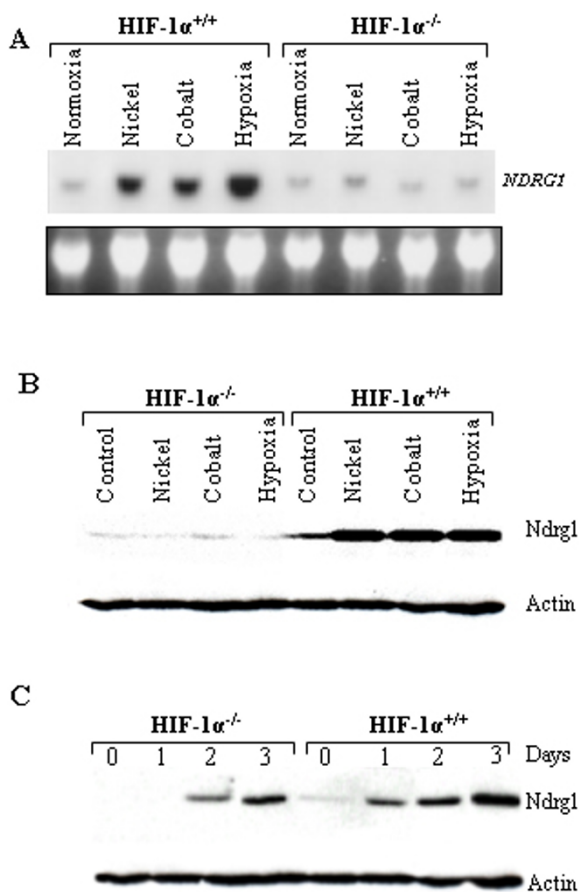 A
HIF-1α+/+ HIF-1α-/-
Normoxia Nickel Cobalt Hypoxia Normoxia Nickel Cobalt Hypoxia
NDRG1
B
HIF-1α-/- HIF-1α+/+
Control Nickel Cobalt Hypoxia Control Nickel Cobalt Hypoxia
Ndrg1
Actin
C
HIF-1α-/- HIF-1α+/+
0 1 2 3 0 1 2 3 Days
Ndrg1
Actin